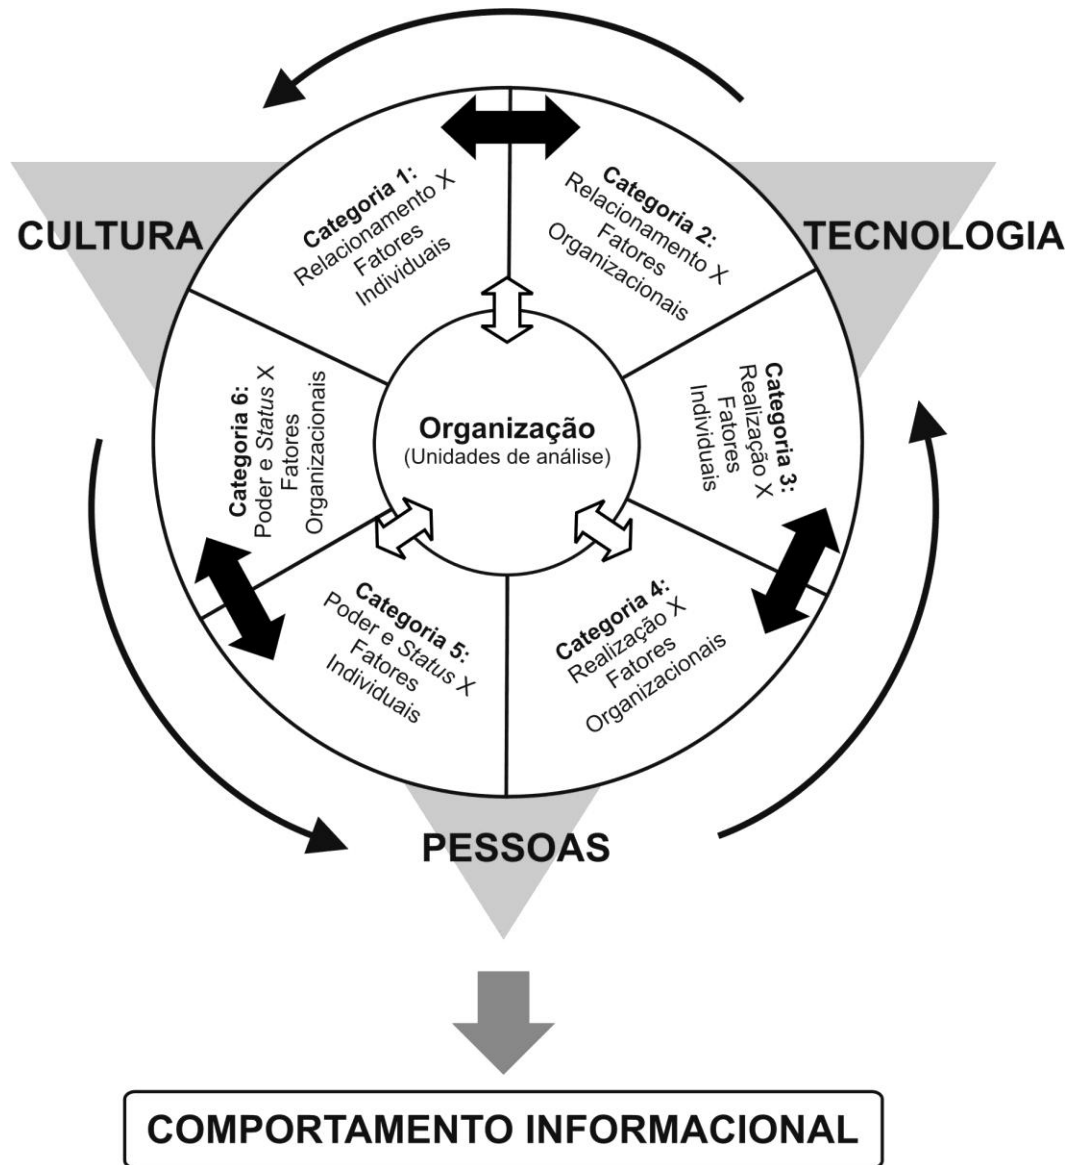 CULTURA
TECNOLOGIA
Categoria 1:
Relacionamento X
Fatores
Individuais
Categoria 2:
Relacionamento X
Fatores
Organizacionais
Categoria 3:
Realização X
Fatores
Individuais
Categoria 4:
Realização X
Fatores
Organizacionais
Categoria 5:
Poder e Status X
Fatores
Individuais
Categoria 6:
Poder e Status X
Fatores
Organizacionais
Organização
(Unidades de análise)
PESSOAS
COMPORTAMENTO INFORMACIONAL